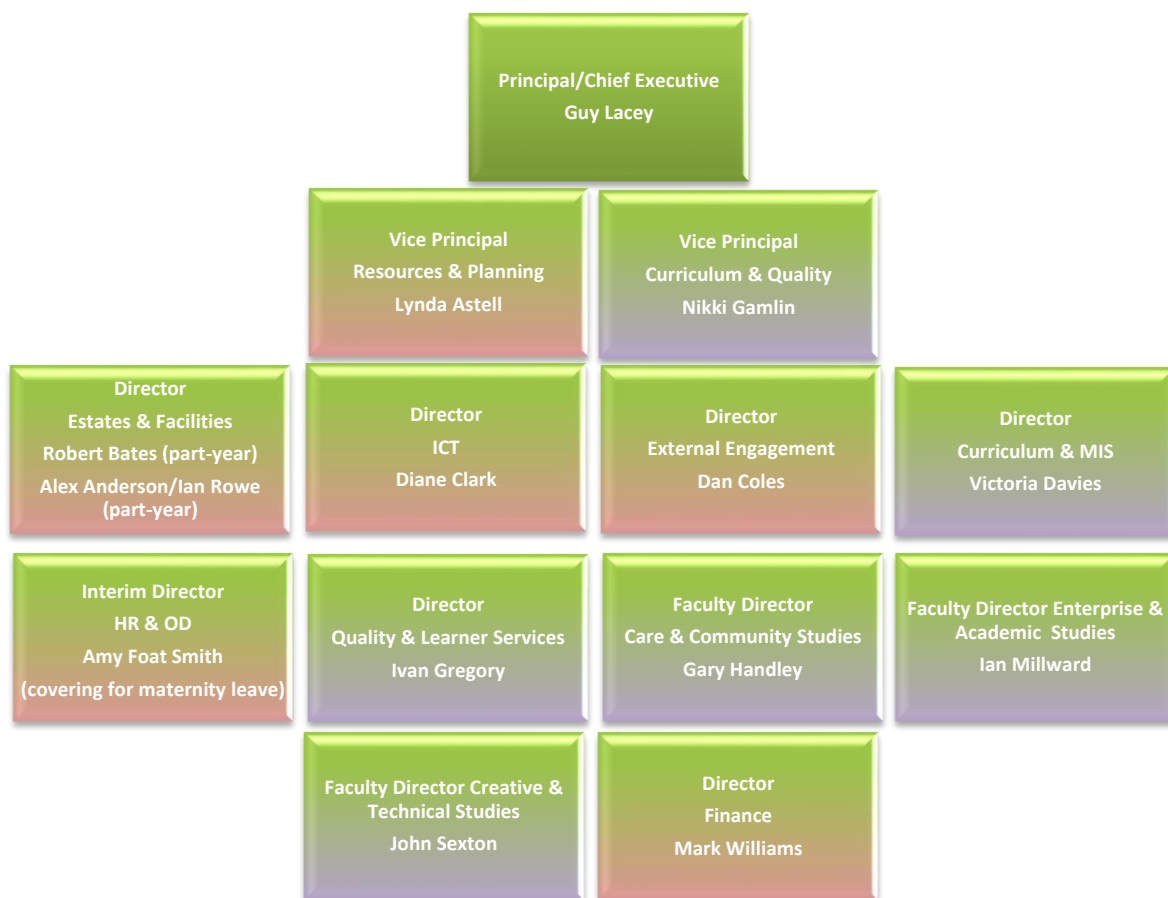 Principal/Chief Executive
Guy Lacey
Vice Principal
Resources & Planning
Lynda Astell
Vice Principal
Curriculum & Quality
Nikki Gamlin
Director
Estates & Facilities
Robert Bates (part-year)
Alex Anderson/Ian Rowe
(part-year)
Director
ICT
Diane Clark
Director
External Engagement
Dan Coles
Director
Curriculum & MIS
Victoria Davies
Interim Director
HR & OD
Amy Foat Smith
(covering for maternity leave)
Director
Quality & Learner Services
Ivan Gregory
Faculty Director
Care & Community Studies
Gary Handley
Faculty Director Enterprise &
Academic Studies
Ian Millward
Faculty Director Creative &
Technical Studies
John Sexton
Director
Finance
Mark Williams